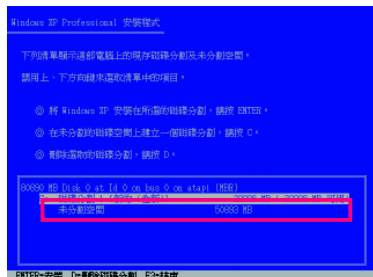 Windows XP Professional 安裝程式
下列清單顯示這部電腦上的現存磁碟分割及未分割空間。
請用上、下方向鍵來選取清單中的項目。
◎ 將 Windows XP 安裝在所選的磁碟分割，請按 ENTER。
◎ 在未分割的磁碟空間上建立一個磁碟分割，請按 C。
◎ 刪除選取的磁碟分割，請按 D。
80690 MB Disk 0 at Id 0 on bus 0 on atapi [MBR]
未分割空間 50893 MB
ENTER=安裝 D=刪除磁碟分割 F3=結束